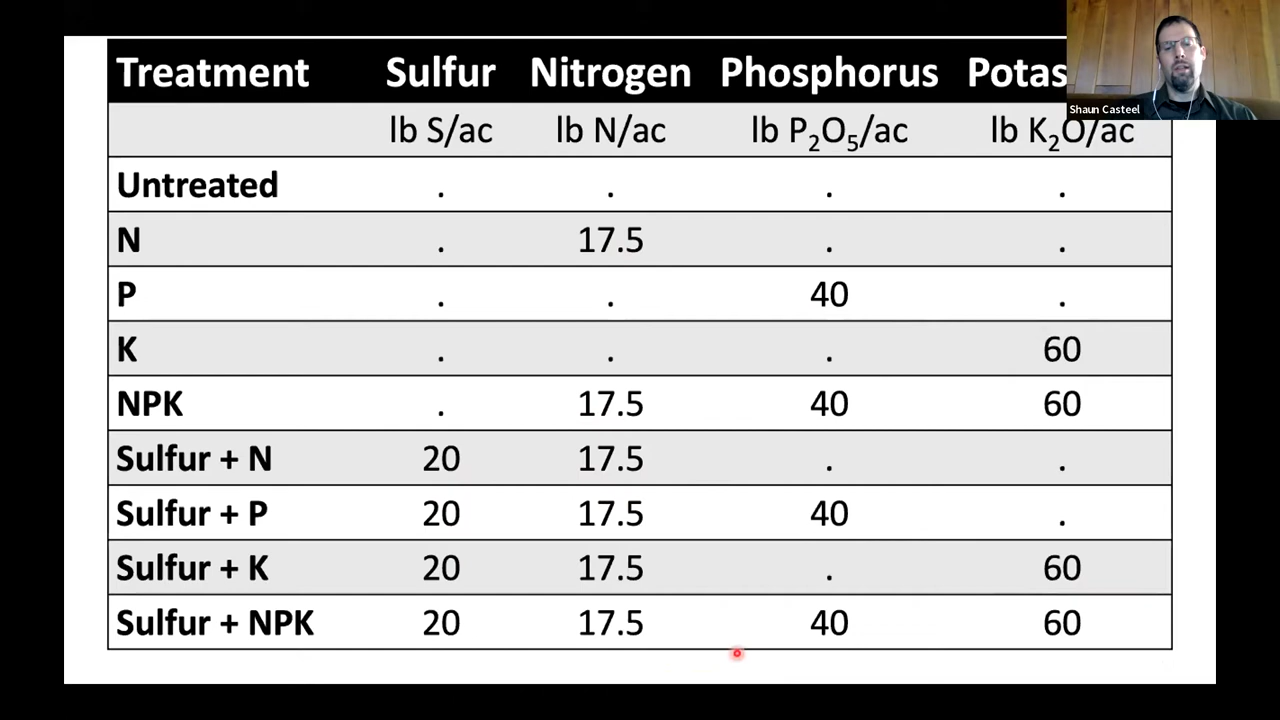 Treatment Sulfur Nitrogen Phosphorus Potas
Shaun Casteel
lb S/ac lb N/ac lb P₂O₅/ac lb K₂O/ac
Untreated . . . .
N . 17.5 . .
P . . 40 .
K . . . 60
NPK . 17.5 40 60
Sulfur + N 20 17.5 . .
Sulfur + P 20 17.5 40 .
Sulfur + K 20 17.5 . 60
Sulfur + NPK 20 17.5 40 60